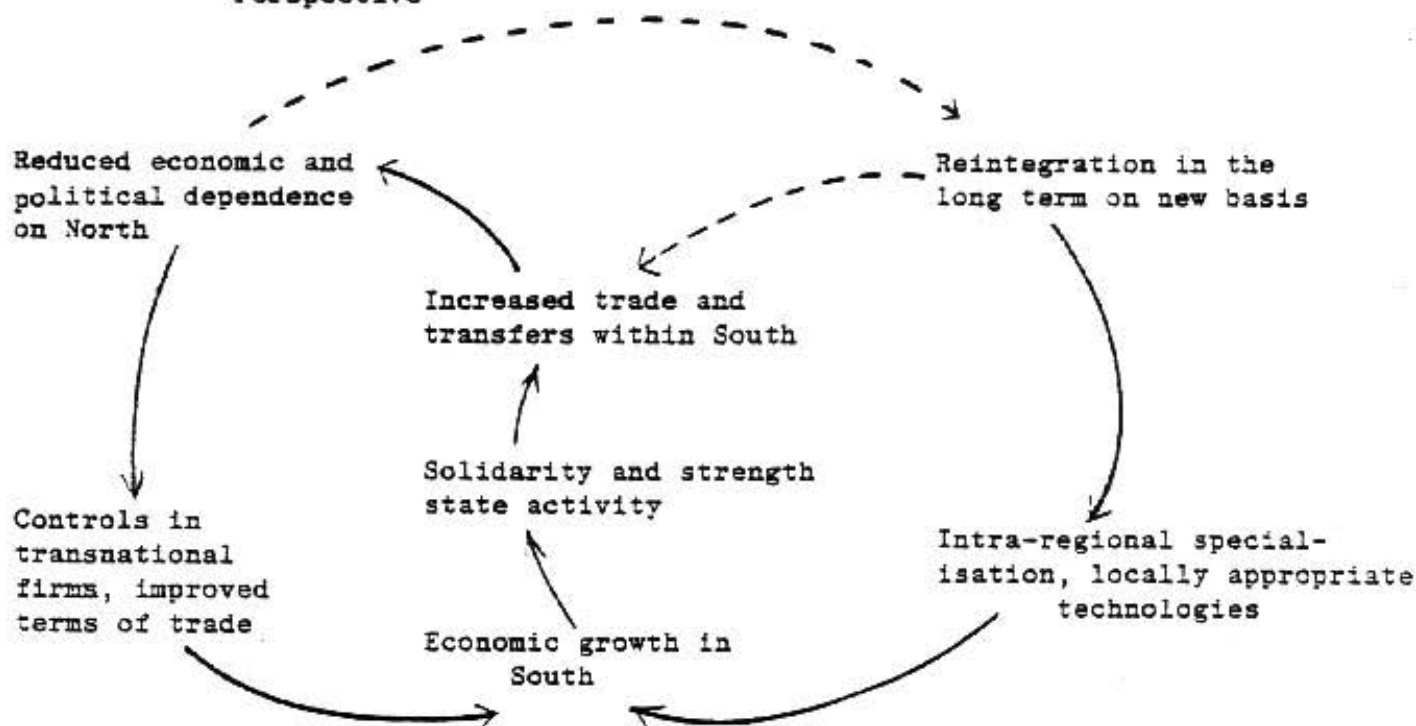 Perspective
Reduced economic and
political dependence
on North
Reintegration in the
long term on new basis
Increased trade and
transfers within South
Solidarity and strength
state activity
Controls in
transnational
firms, improved
terms of trade
Intra-regional special-
isation, locally appropriate
technologies
Economic growth in
South